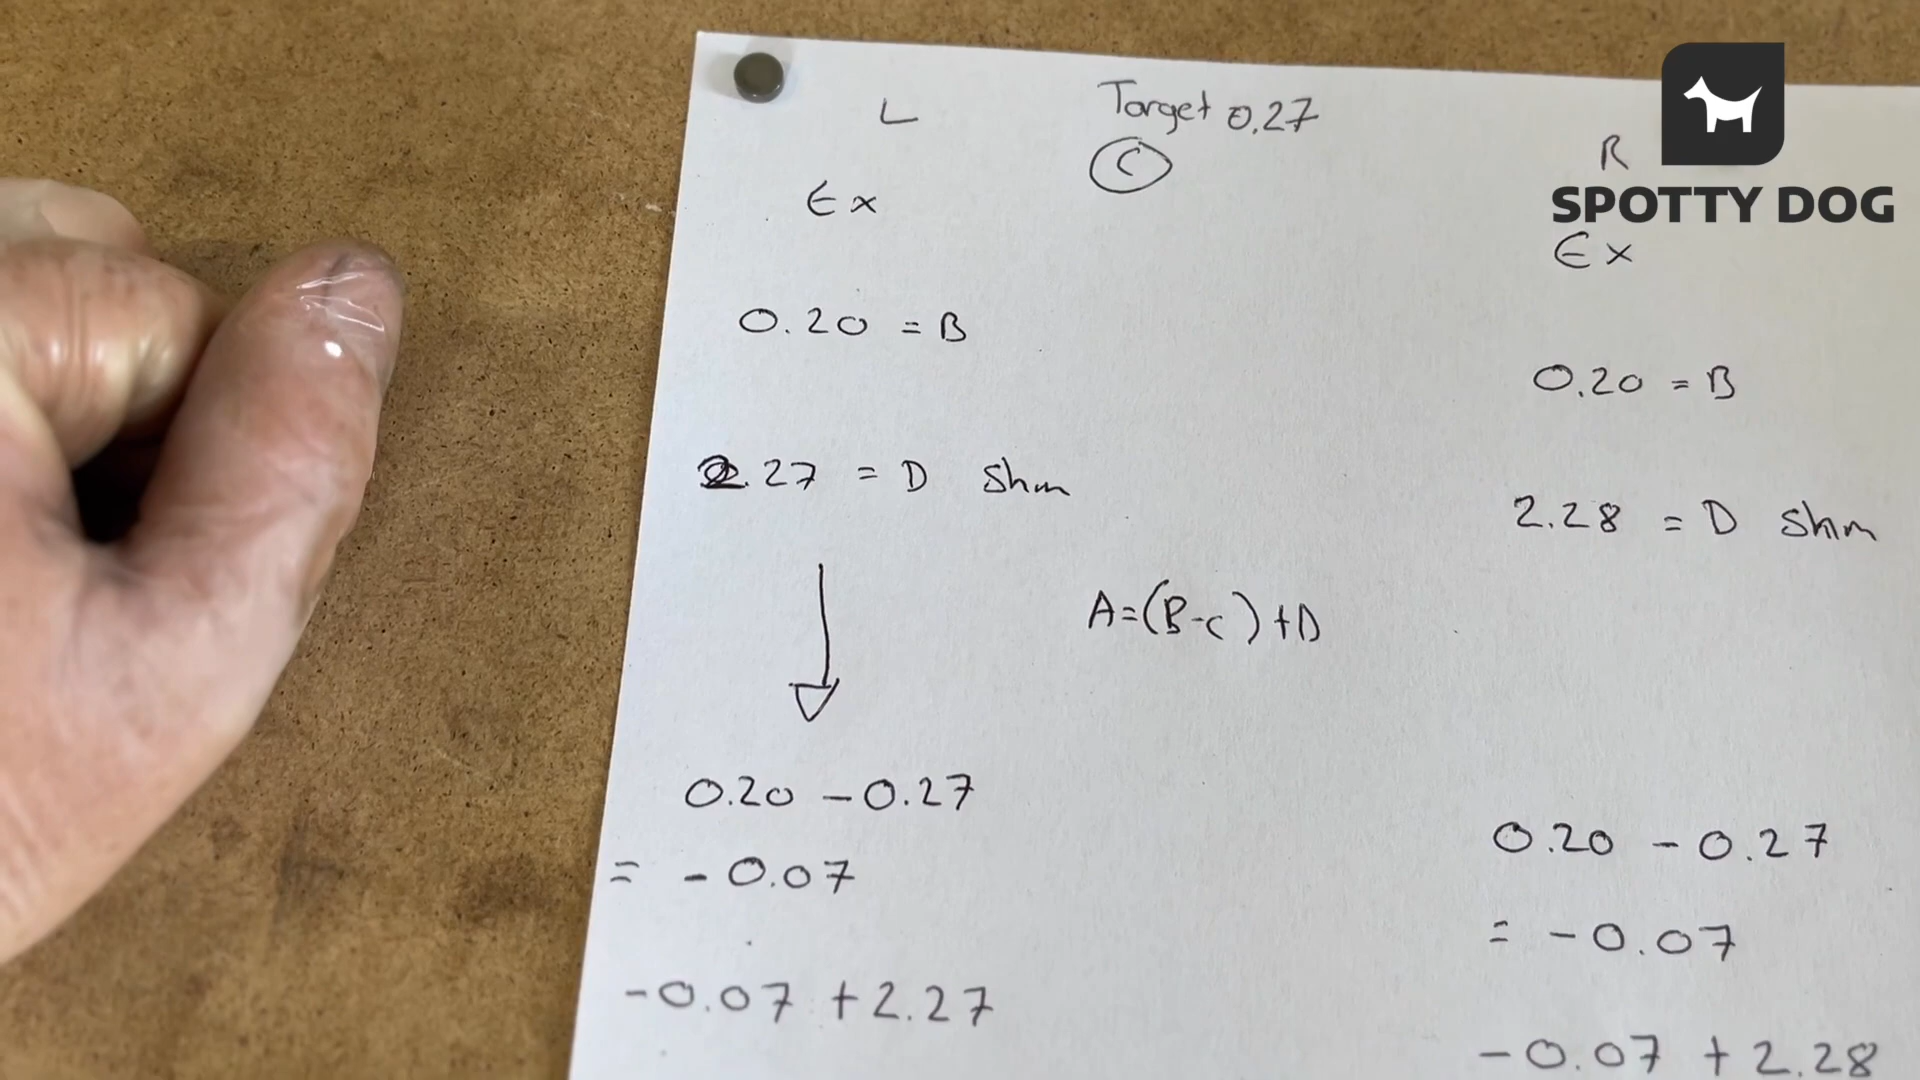 L
Target 0.27
C
R
SPOTTY DOG
Ex
Ex
0.20 = B
0.20 = B
2.27 = D Shm
2.28 = D Shim
A=(B-C)+D
0.20 - 0.27
= - 0.07
-0.07 + 2.27
0.20 - 0.27
= -0.07
-0.07 + 2.28